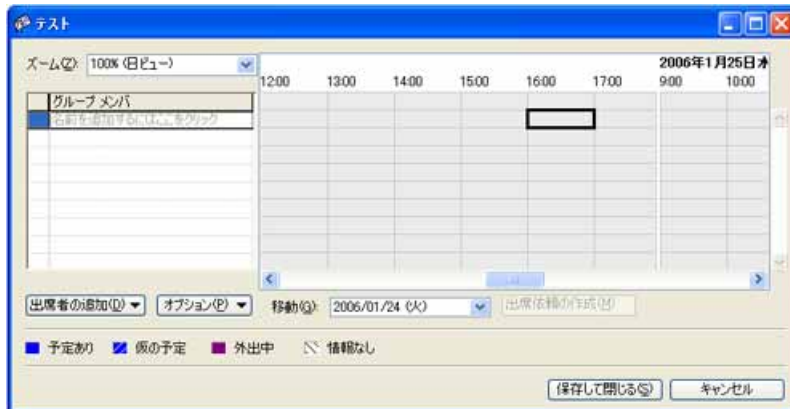 テスト
ズーム(Z): 100% (日ビュー)
2006年1月25日水
12:00 13:00 14:00 15:00 16:00 17:00 9:00 10:00
グループ メンバ
名前を追加するにはここをクリック
出席者の追加(D) オプション(P) 移動(G): 2006/01/24 (火) 出席依頼の作成(M)
予定あり 仮の予定 外出中 情報なし
保存して閉じる(S) キャンセル